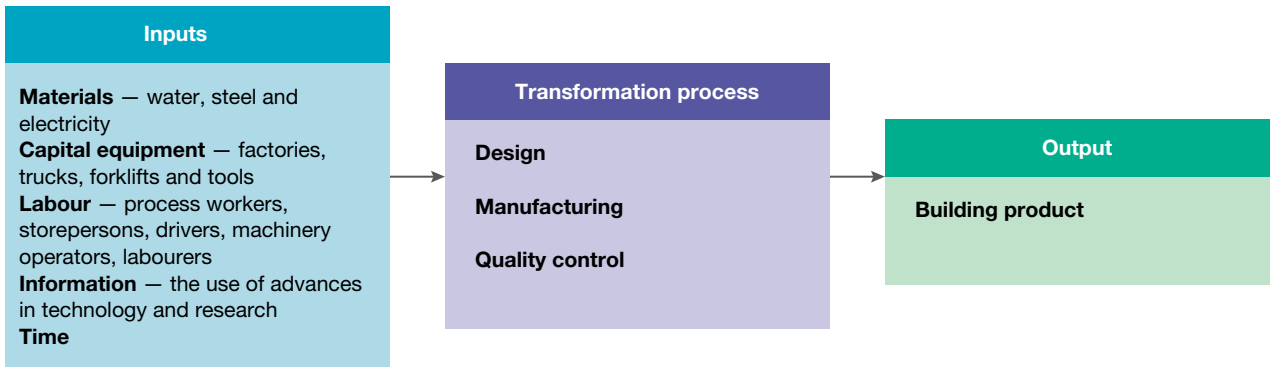 Inputs
Materials — water, steel and
electricity
Capital equipment — factories,
trucks, forklifts and tools
Labour — process workers,
storepersons, drivers, machinery
operators, labourers
Information — the use of advances
in technology and research
Time
Transformation process
Design
Manufacturing
Quality control
Output
Building product